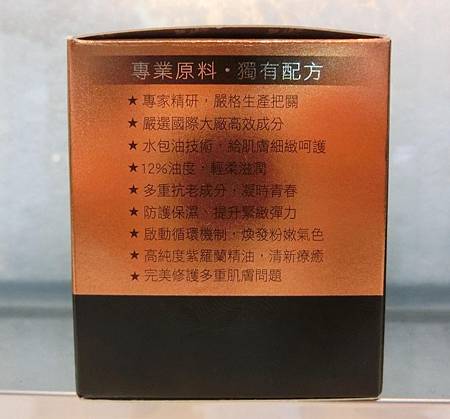 專業原料·獨有配方
★專家精研，嚴格生產把關
★嚴選國際大廠高效成分
★水包油技術，給肌膚細緻呵護
★12%油度，輕柔滋潤
★多重抗老成分，凝時青春
★防護保濕、提升緊緻彈力
★啟動循環機制，煥發粉嫩氣色
★高純度紫羅蘭精油，清新療癒
★完美修護多重肌膚問題